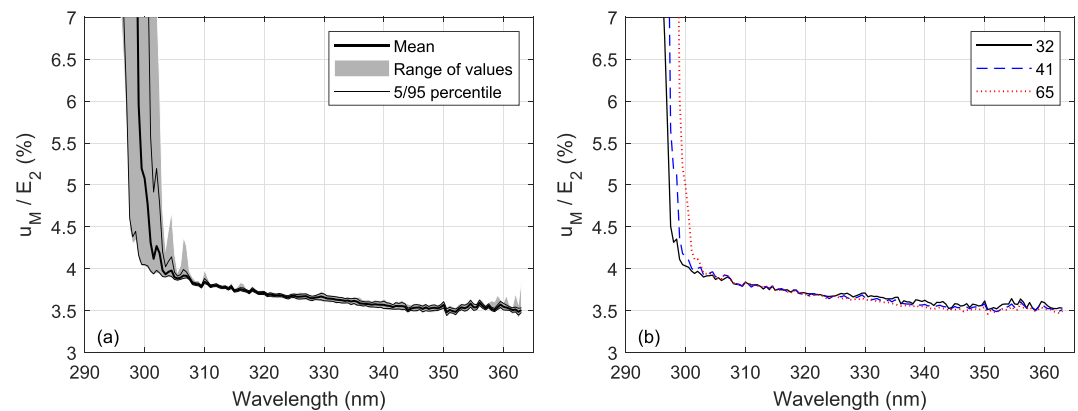 7
6.5
6
5.5
5
4.5
4
3.5
3
290 300 310 320 330 340 350 360
Wavelength (nm)
u_M / E_2 (%)
Mean
Range of values
5/95 percentile
(a)
7
6.5
6
5.5
5
4.5
4
3.5
3
290 300 310 320 330 340 350 360
Wavelength (nm)
u_M / E_2 (%)
32
41
65
(b)